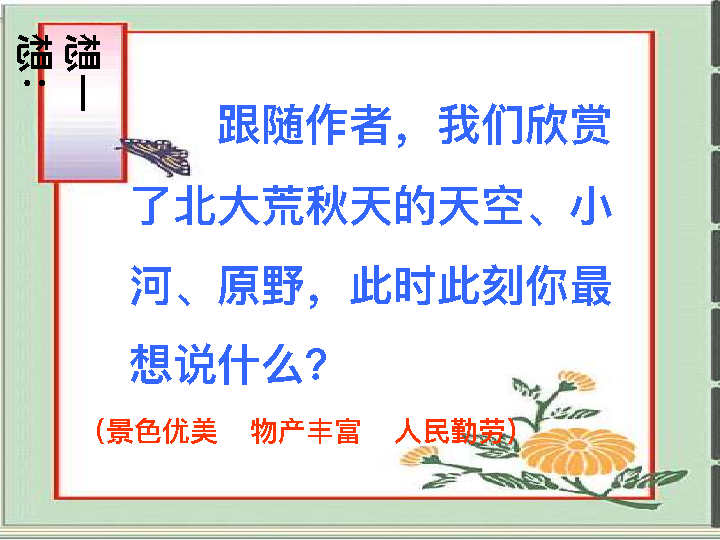 想一
想：
跟随作者，我们欣赏
了北大荒秋天的天空、小
河、原野，此时此刻你最
想说什么？
（景色优美 物产丰富 人民勤劳）